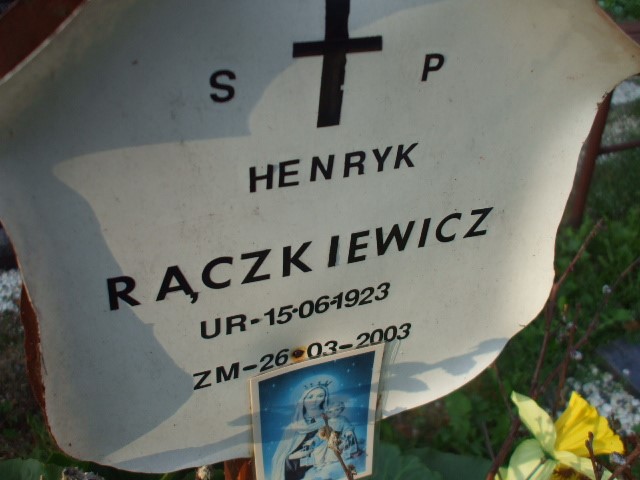 S P
HENRYK
RĄCZKIEWICZ
UR-15-06-1923
ZM-26-03-2003